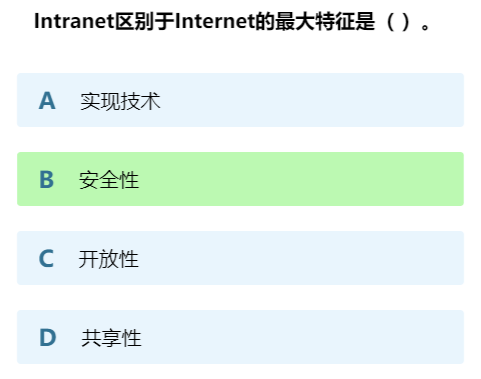 Intranet区别于Internet的最大特征是（ ）。
A 实现技术
B 安全性
C 开放性
D 共享性